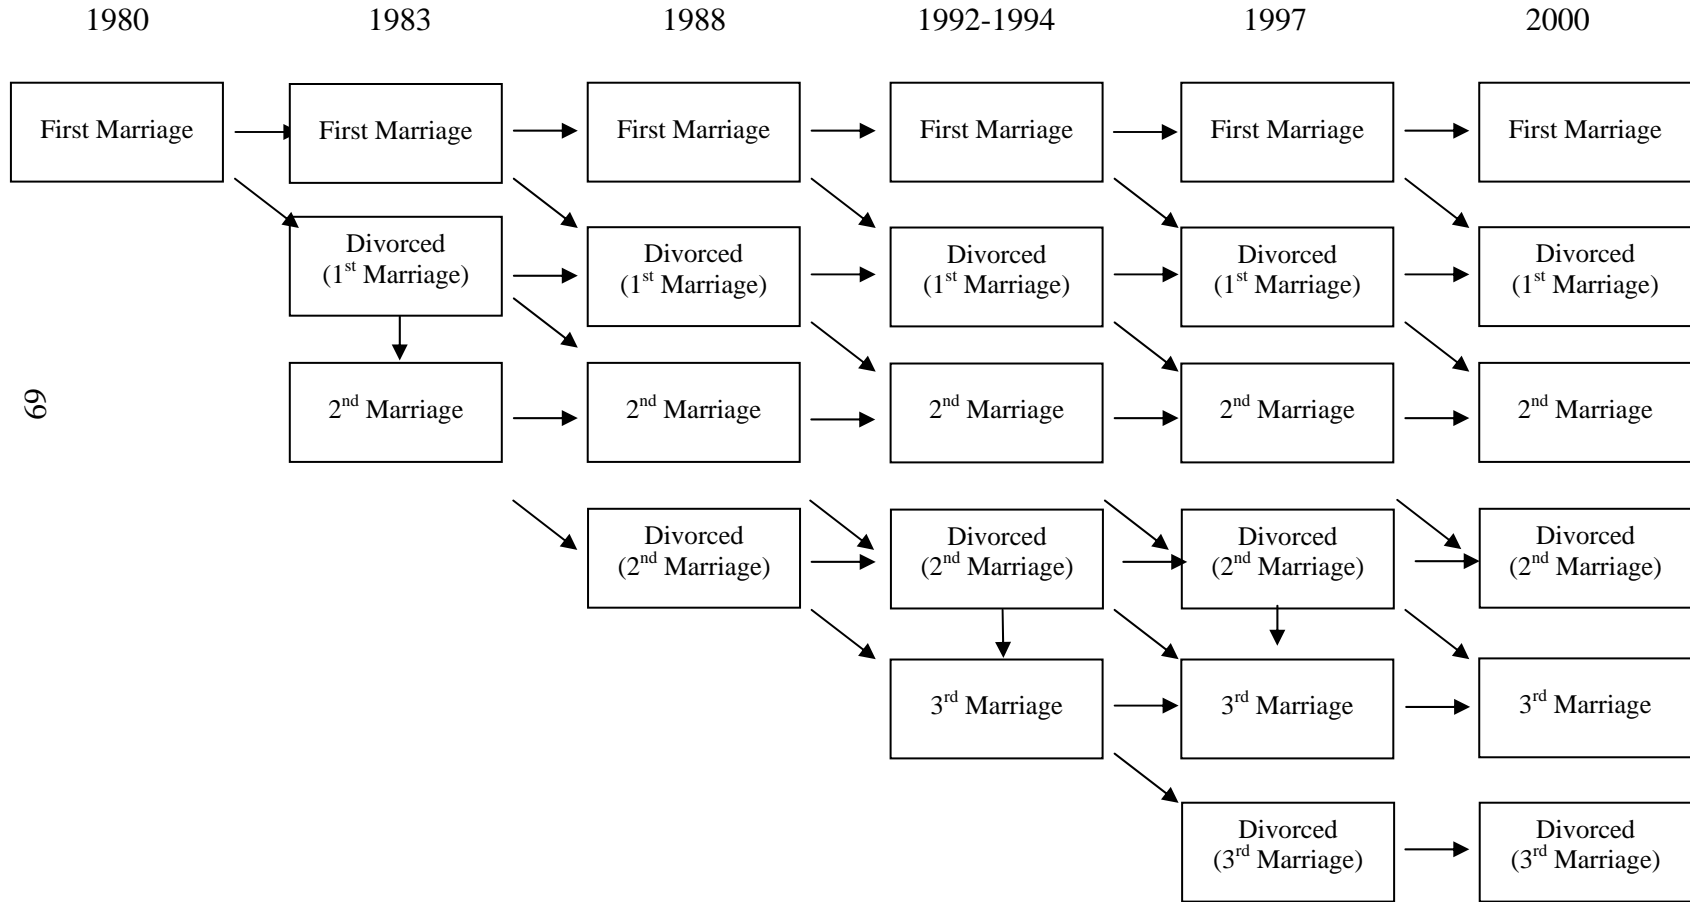 1980 1983 1988 1992-1994 1997 2000
First Marriage First Marriage First Marriage First Marriage First Marriage First Marriage
Divorced Divorced Divorced Divorced Divorced
(1st Marriage) (1st Marriage) (1st Marriage) (1st Marriage) (1st Marriage)
69
2nd Marriage 2nd Marriage 2nd Marriage 2nd Marriage 2nd Marriage
Divorced Divorced Divorced Divorced
(2nd Marriage) (2nd Marriage) (2nd Marriage) (2nd Marriage)
3rd Marriage 3rd Marriage 3rd Marriage
Divorced Divorced
(3rd Marriage) (3rd Marriage)